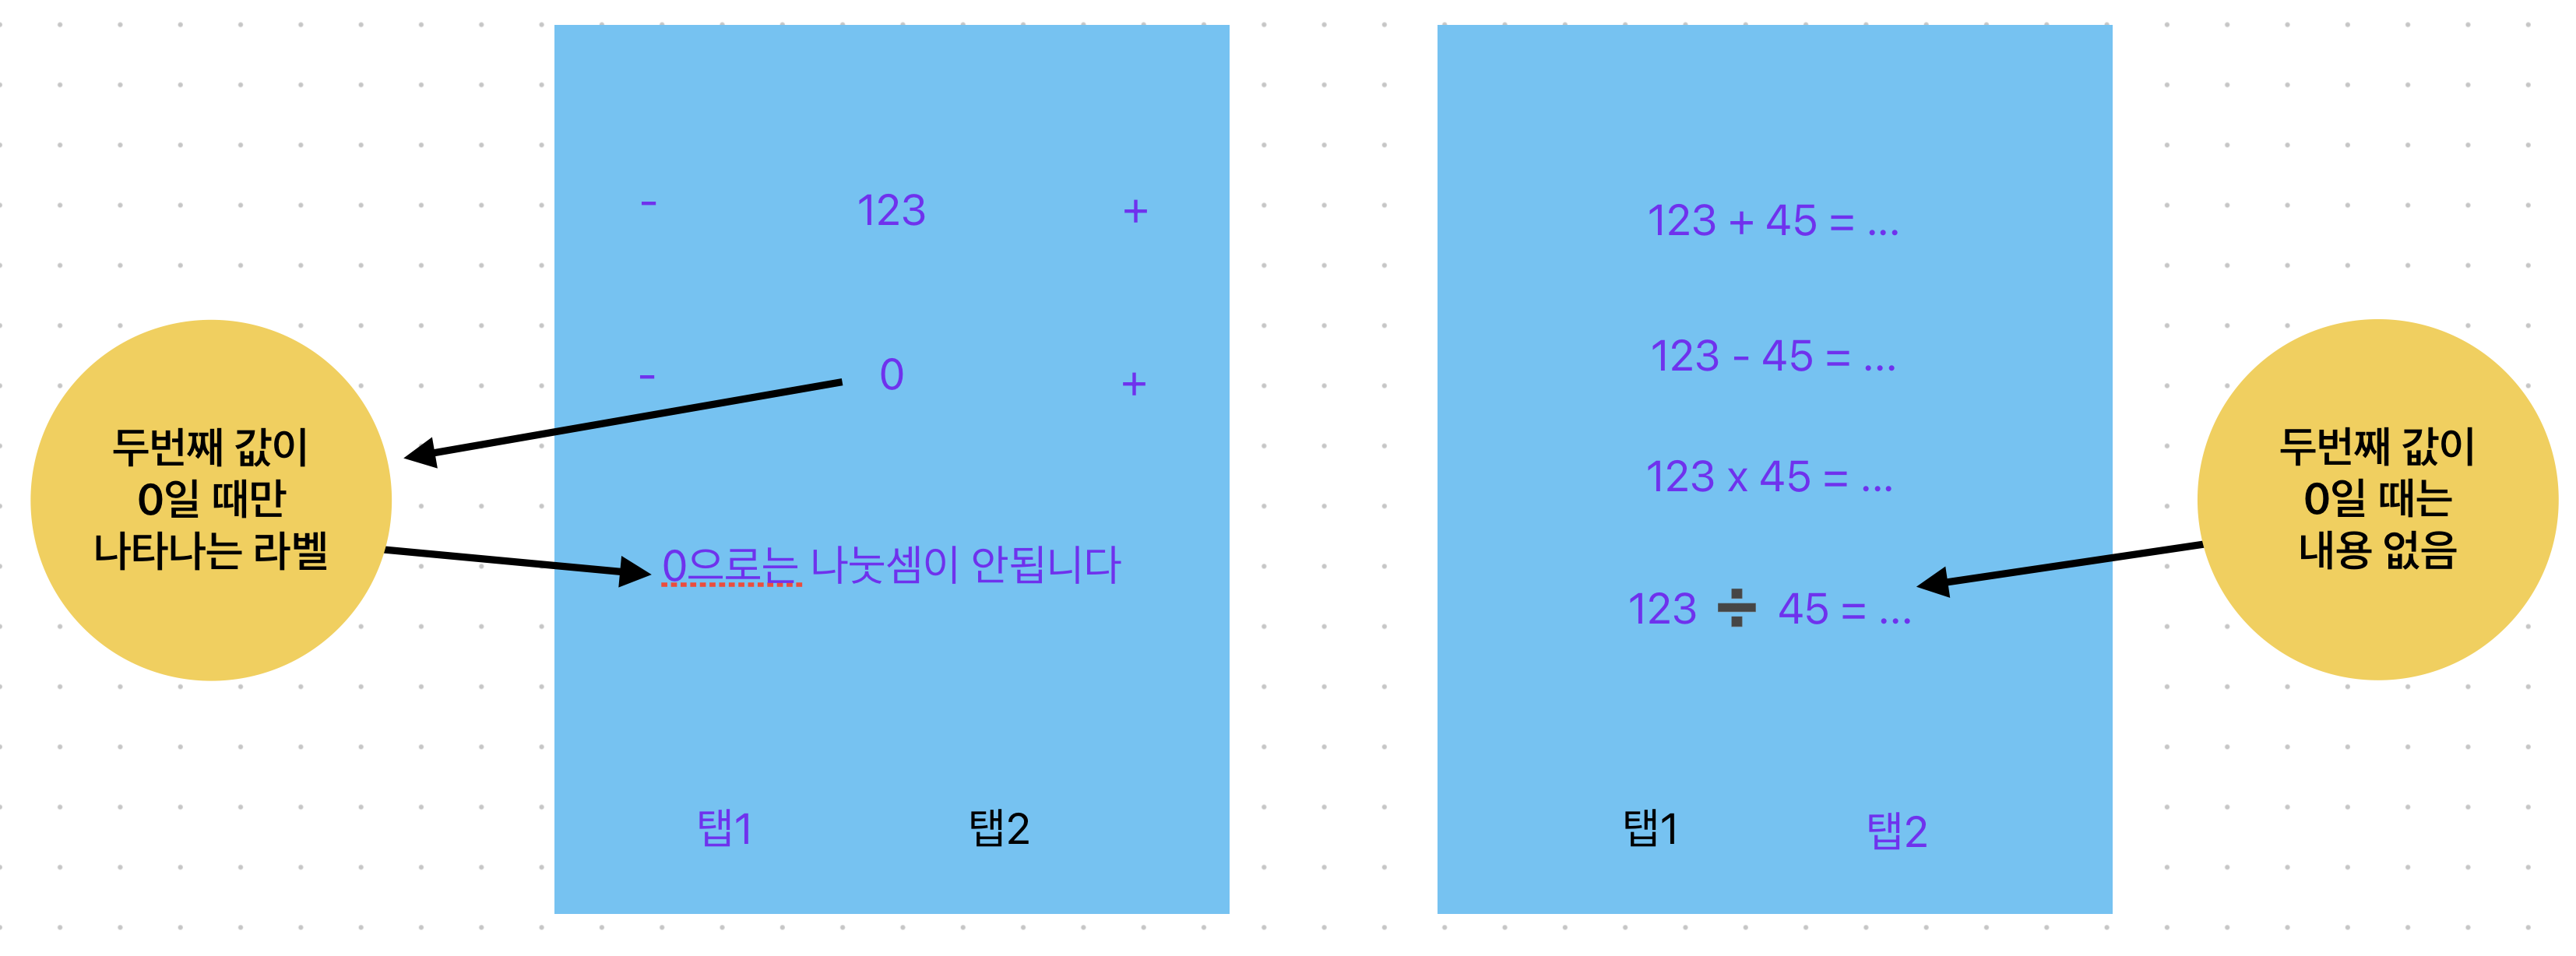 두번째 값이
0일 때만
나타나는 라벨
- 123 +
- 0 +
0으로는 나눗셈이 안됩니다
탭1 탭2
123 + 45 = ...
123 - 45 = ...
123 x 45 = ...
123 ÷ 45 = ...
탭1 탭2
두번째 값이
0일 때는
내용 없음